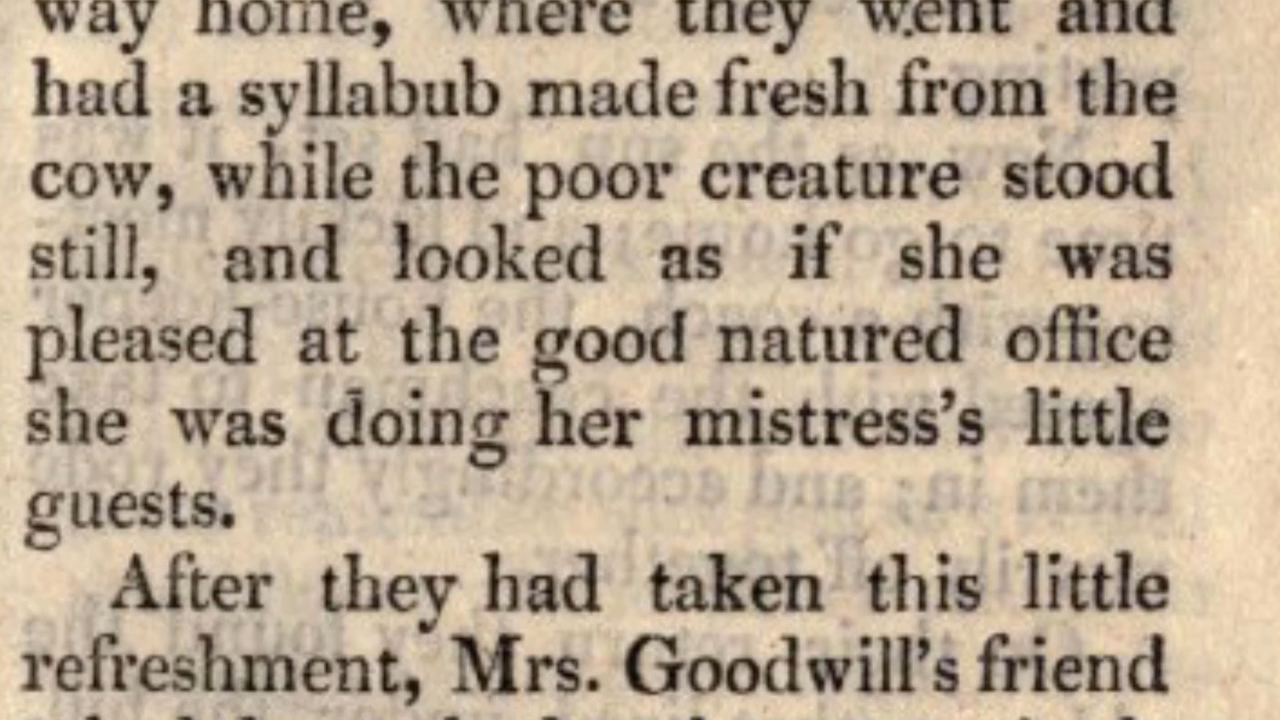 way home, where they went and
had a syllabub made fresh from the
cow, while the poor creature stood
still, and looked as if she was
pleased at the good natured office
she was doing her mistress's little
guests.
After they had taken this little
refreshment, Mrs. Goodwill's friend